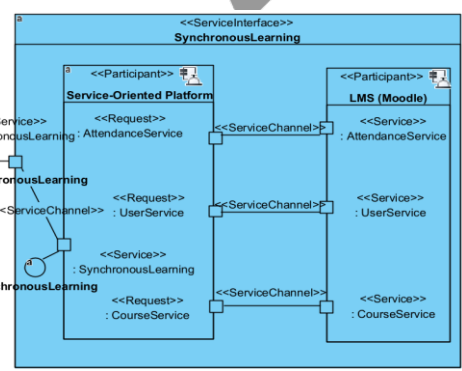 a
<<ServiceInterface>>
SynchronousLearning
a
<<Participant>>
Service-Oriented Platform
<<Request>>
: AttendanceService
<<Request>>
: UserService
<<Service>>
: SynchronousLearning
<<Request>>
: CourseService
<<ServiceChannel>>
<<ServiceChannel>>
<<ServiceChannel>>
<<Participant>>
LMS (Moodle)
<<Service>>
: AttendanceService
<<Service>>
: UserService
<<Service>>
: CourseService
<<ServiceChannel>>
a